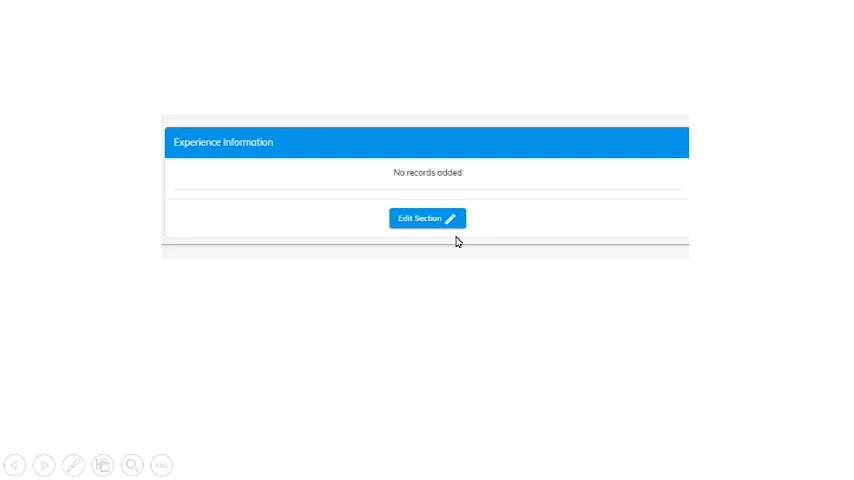 Experience Information
No records added
Edit Section